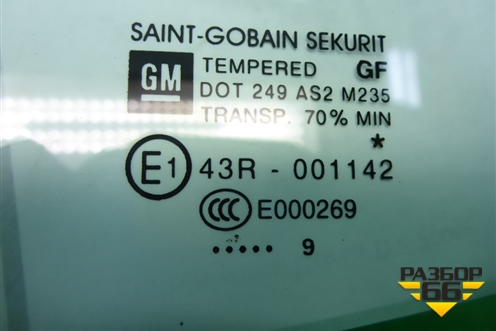 SAINT-GOBAIN SEKURIT
GM TEMPERED GF
DOT 249 AS2 M235
TRANSP. 70% MIN
*
E1 43R - 001142
CCC E000269
..... 9
РАЗБОР
66